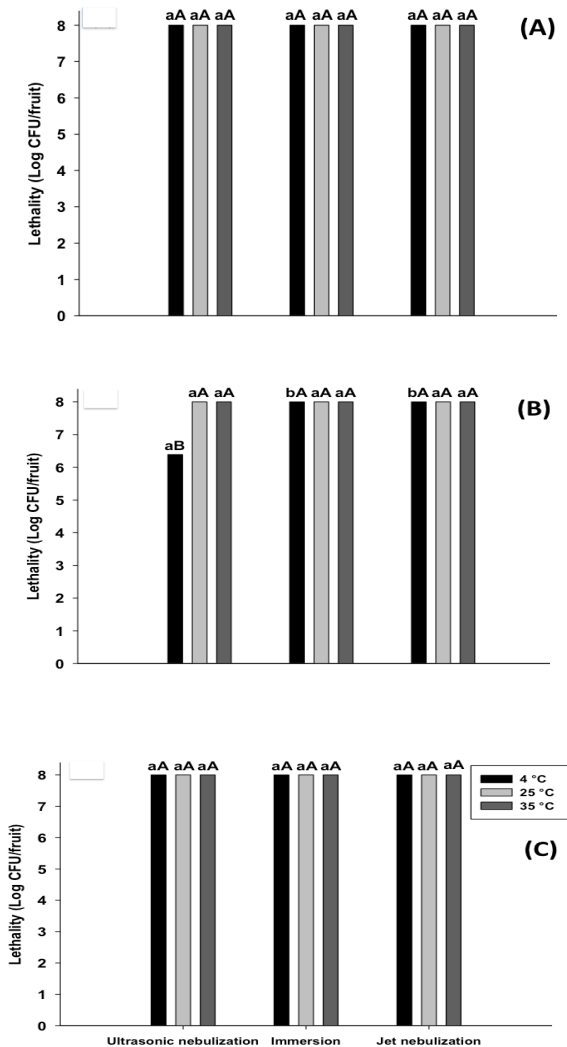 aA aA aA aA aA aA aA aA aA
(A)
Lethality (Log CFU/fruit)
8
7
6
5
4
3
2
1
0
aA aA bA aA aA bA aA aA
aB
(B)
Lethality (Log CFU/fruit)
8
7
6
5
4
3
2
1
0
aA aA aA aA aA aA aA aA aA
4 °C
25 °C
35 °C
(C)
Lethality (Log CFU/fruit)
8
7
6
5
4
3
2
1
0
Ultrasonic nebulization Immersion Jet nebulization